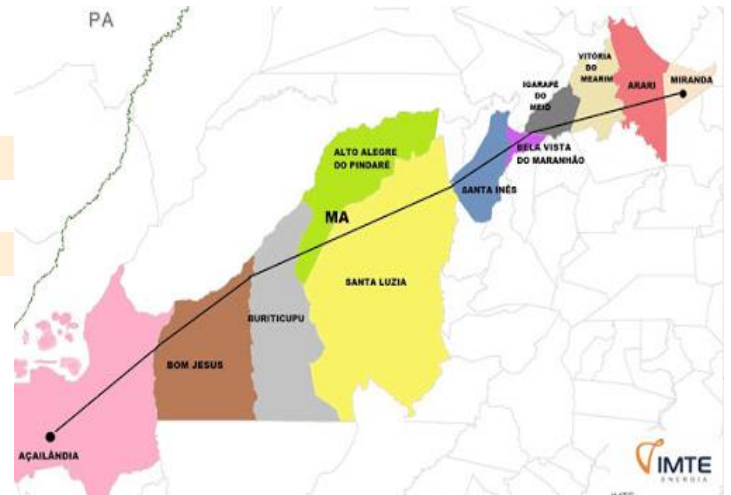 PA
VITÓRIA
DO
MEARIM
IGARAPÉ
DO
MEIO
ARARI
MIRANDA
ALTO ALEGRE
DO PINDARÉ
BELA VISTA
DO MARANHÃO
SANTA INÊS
MA
SANTA LUZIA
BURITICUPU
BOM JESUS
AÇAILÂNDIA
IMTE
ENERGIA